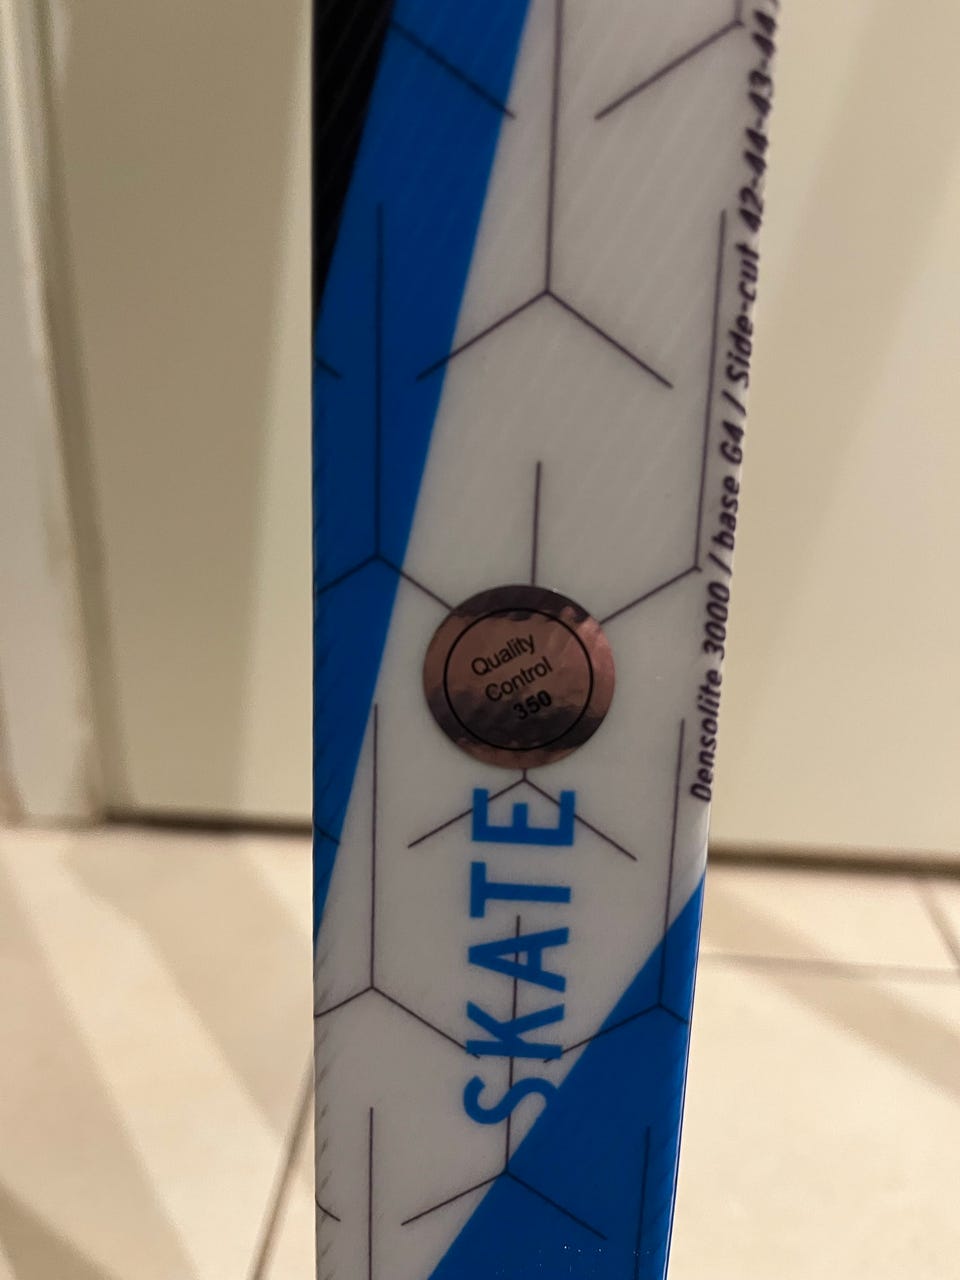 Densolite 3000 / base G4 / Side-cut 42-44-43-44
Quality
Control
350
SKATE